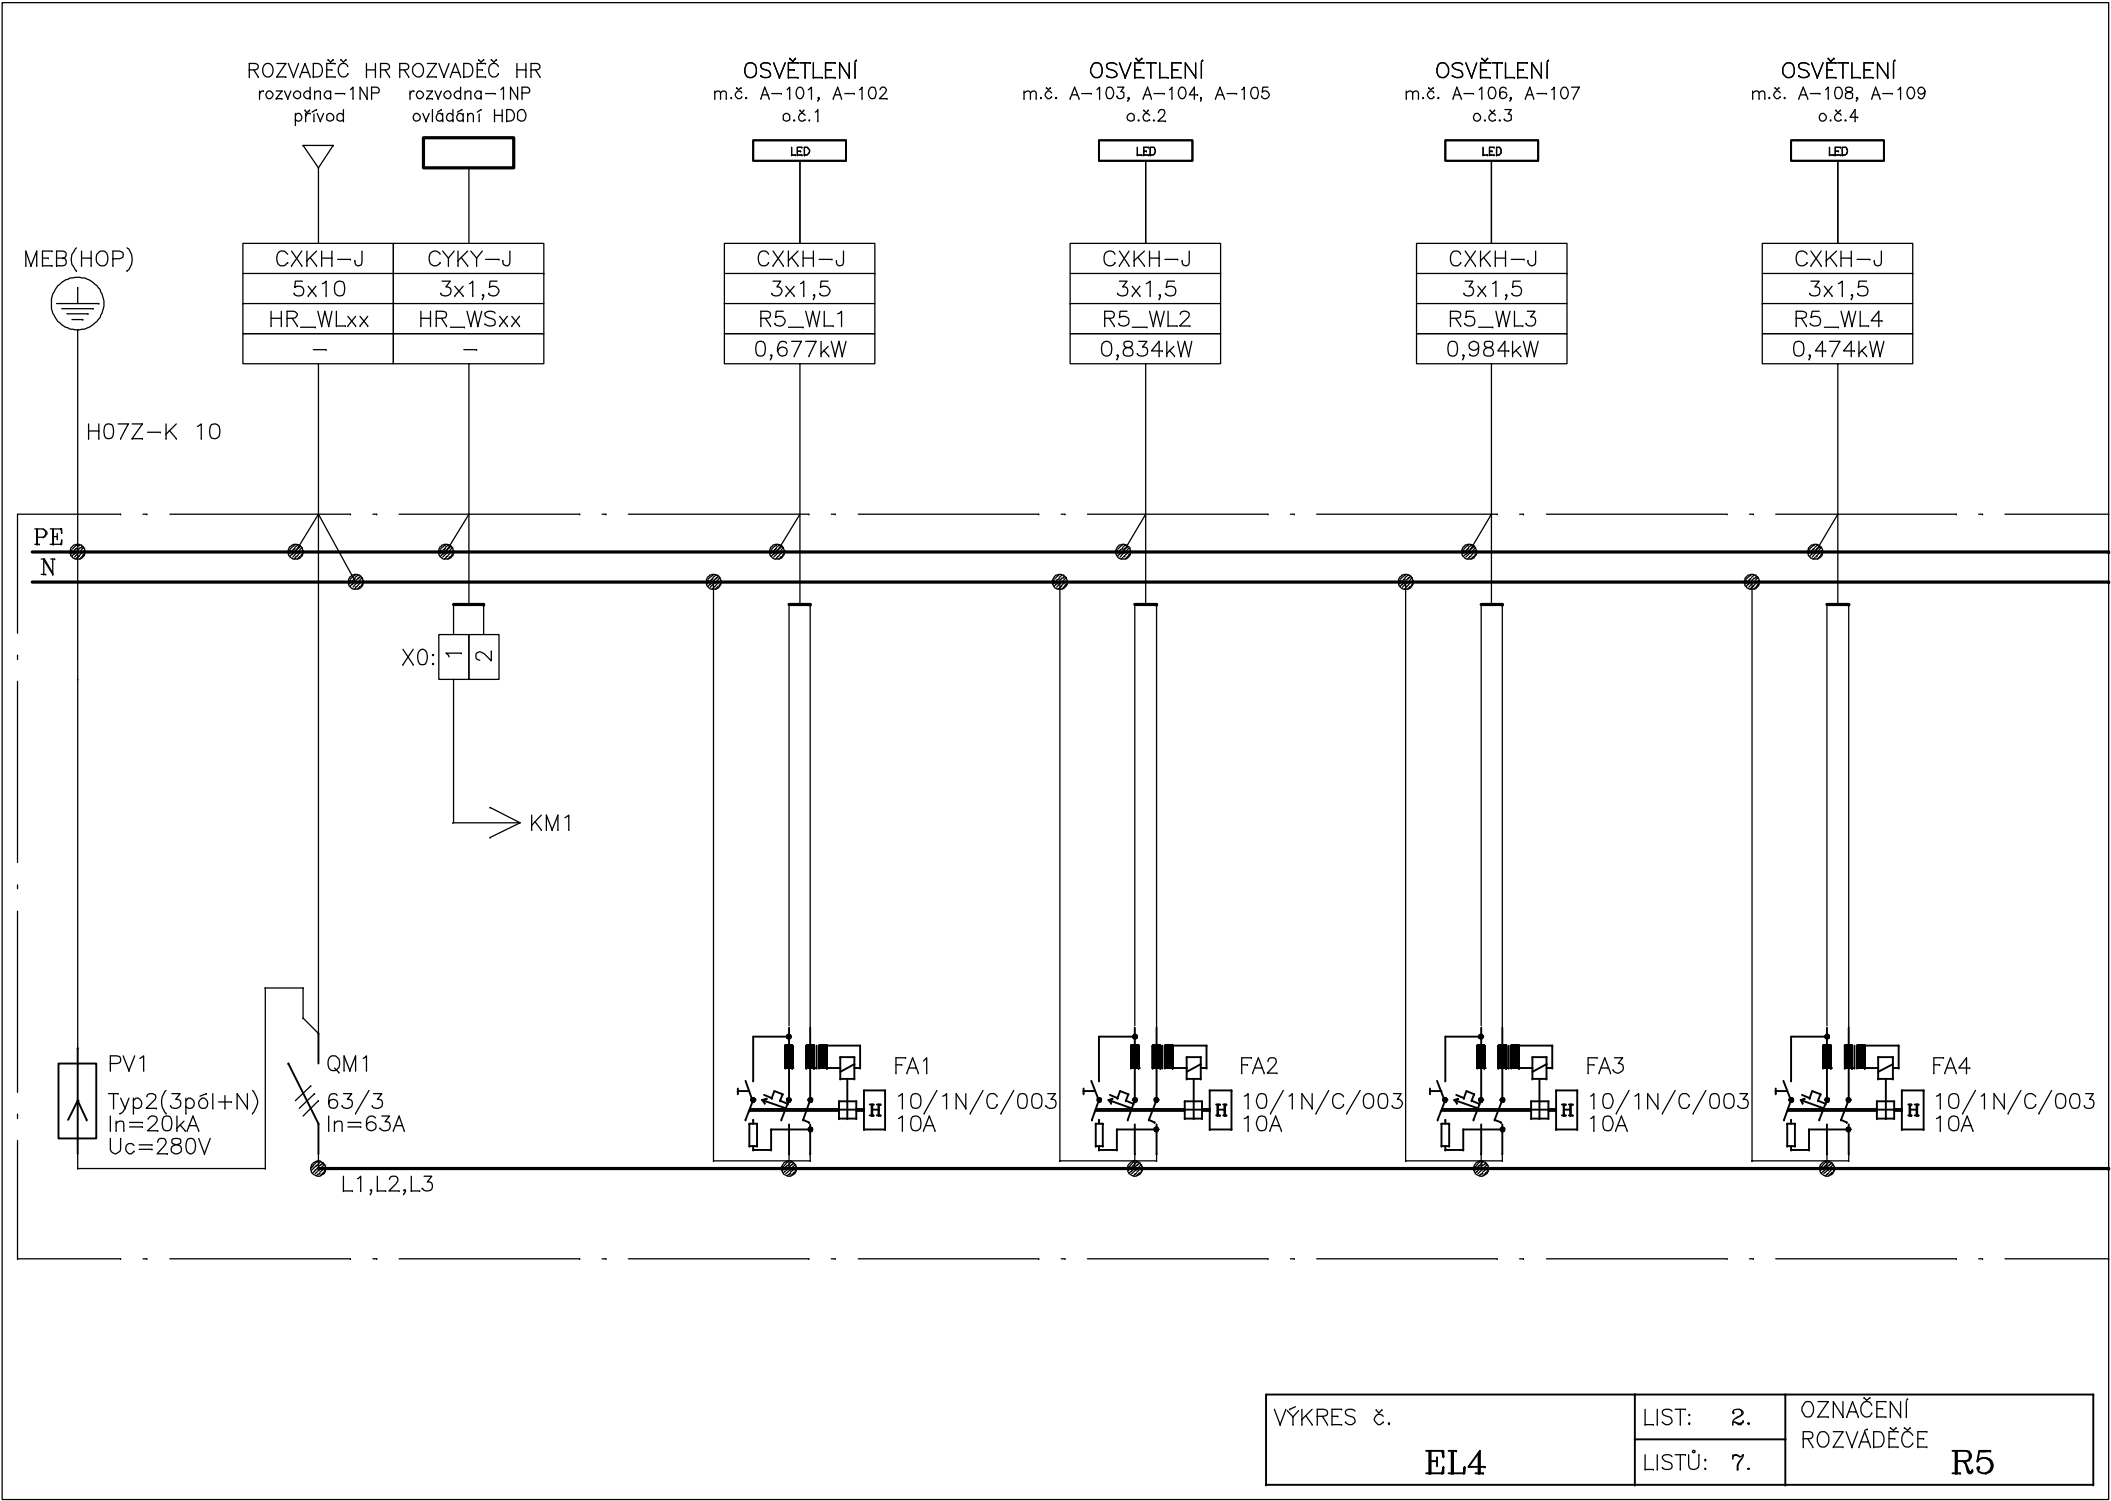 ROZVADĚČ HR
rozvodna-1NP
přívod
ROZVADĚČ HR
rozvodna-1NP
ovládání HDO
OSVĚTLENÍ
m.č. A-101, A-102
o.č.1
OSVĚTLENÍ
m.č. A-103, A-104, A-105
o.č.2
OSVĚTLENÍ
m.č. A-106, A-107
o.č.3
OSVĚTLENÍ
m.č. A-108, A-109
o.č.4
LED
LED
LED
LED
MEB(HOP)
CXKH-J
5x10
HR_WLxx
-
CYKY-J
3x1,5
HR_WSxx
-
CXKH-J
3x1,5
R5_WL1
0,677kW
CXKH-J
3x1,5
R5_WL2
0,834kW
CXKH-J
3x1,5
R5_WL3
0,984kW
CXKH-J
3x1,5
R5_WL4
0,474kW
H07Z-K 10
PE
N
X0: 1 2
KM1
PV1
Typ2(3pól+N)
In=20kA
Uc=280V
QM1
63/3
In=63A
L1,L2,L3
FA1
10/1N/C/003
10A
H
FA2
10/1N/C/003
10A
H
FA3
10/1N/C/003
10A
H
FA4
10/1N/C/003
10A
H
VÝKRES č.
EL4
LIST: 2.
LISTŮ: 7.
OZNAČENÍ
ROZVÁDĚČE
R5